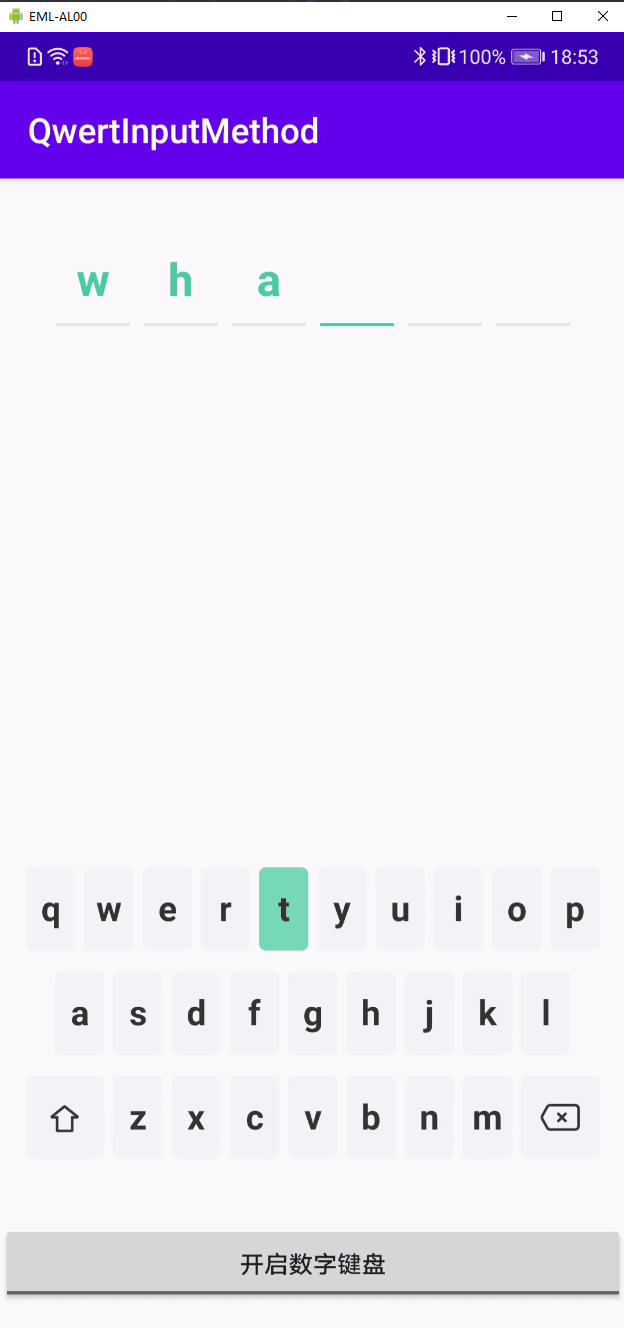 EML-AL00
100% 18:53
QwertInputMethod
w h a
q w e r t y u i o p
a s d f g h j k l
z x c v b n m
开启数字键盘